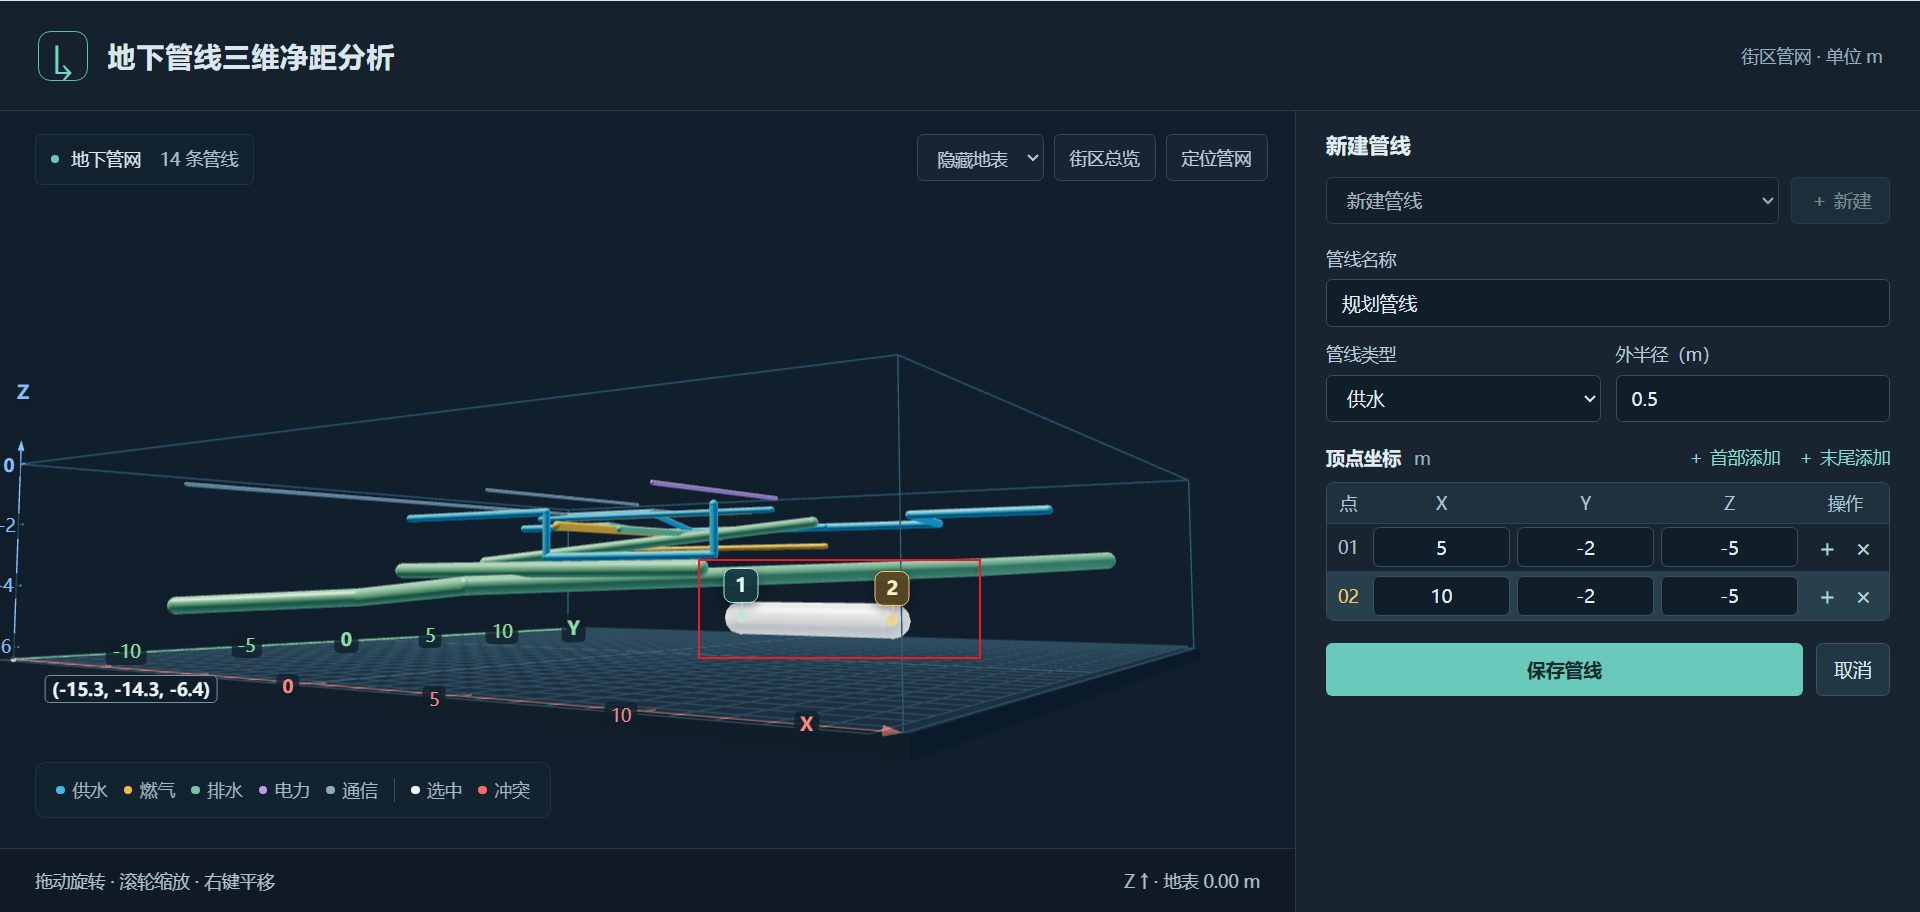 地下管线三维净距分析
街区管网 · 单位 m
地下管网 14 条管线
隐藏地表
街区总览
定位管网
Z
0
-2
-4
6
-10
-5
0
5
10
Y
(-15.3, -14.3, -6.4)
0
5
10
X
1
2
供水 燃气 排水 电力 通信 选中 冲突
拖动旋转 · 滚轮缩放 · 右键平移
Z↑ · 地表 0.00 m
新建管线
新建管线
+ 新建
管线名称
规划管线
管线类型 外半径 (m)
供水 0.5
顶点坐标 m + 首部添加 + 末尾添加
点 X Y Z 操作
01 5 -2 -5 + ×
02 10 -2 -5 + ×
保存管线 取消